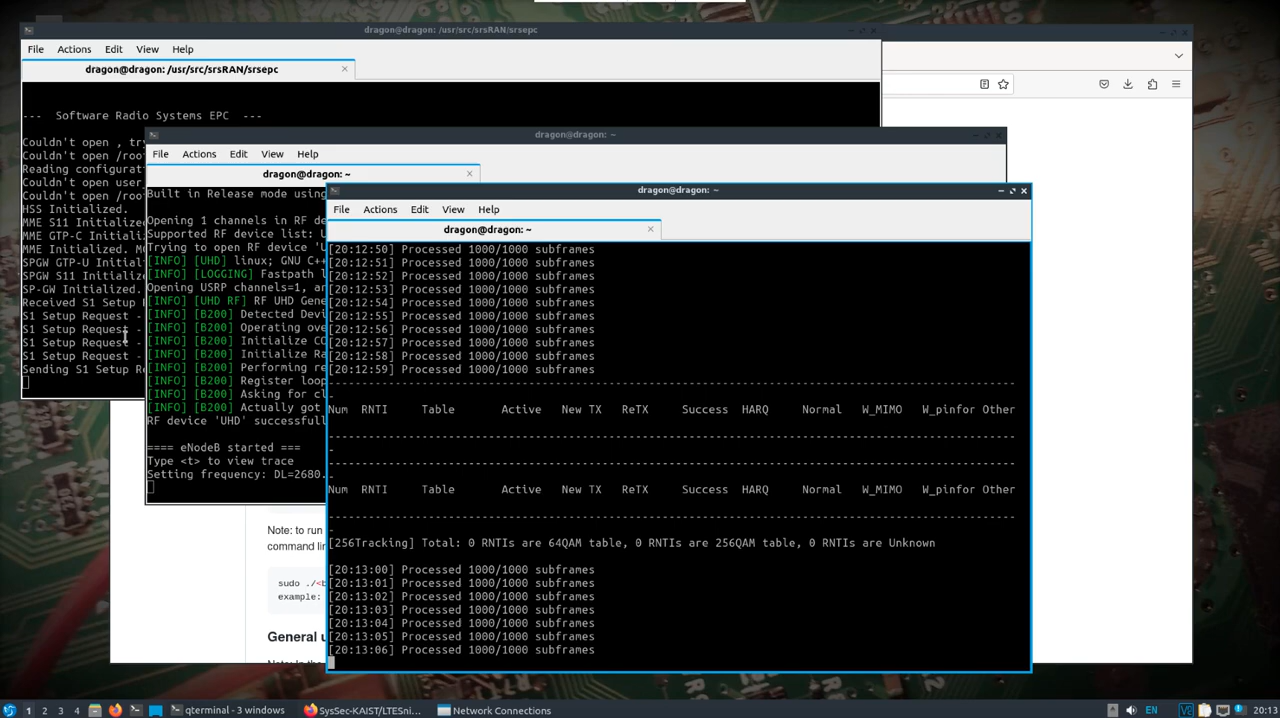 dragon@dragon: /usr/src/srsRAN/srsepc
File Actions Edit View Help
dragon@dragon: /usr/src/srsRAN/srsepc
--- Software Radio Systems EPC ---
Couldn't open , try
Couldn't open /roo
Reading configurat
Couldn't open user
Couldn't open /roo
HSS Initialized.
MME S11 Initialize
MME GTP-C Initiali
MME Initialized. M
SPGW GTP-U Initial
SPGW S11 Initializ
SP-GW Initialized.
Received S1 Setup
S1 Setup Request -
S1 Setup Request -
S1 Setup Request -
S1 Setup Request -
Sending S1 Setup Re
dragon@dragon: ~
File Actions Edit View Help
dragon@dragon: ~
Built in Release mode using
Opening 1 channels in RF de
Supported RF device list: U
Trying to open RF device 'U
[INFO] [UHD] linux; GNU C++
[INFO] [LOGGING] Fastpath l
Opening USRP channels=1, ar
[INFO] [UHD RF] RF UHD Gene
[INFO] [B200] Detected Devi
[INFO] [B200] Operating ove
[INFO] [B200] Initialize CO
[INFO] [B200] Initialize Ra
[INFO] [B200] Performing re
[INFO] [B200] Register loop
[INFO] [B200] Asking for cl
[INFO] [B200] Actually got
RF device 'UHD' successfull
==== eNodeB started ===
Type <t> to view trace
Setting frequency: DL=2680.
dragon@dragon: ~
File Actions Edit View Help
dragon@dragon: ~
[20:12:50] Processed 1000/1000 subframes
[20:12:51] Processed 1000/1000 subframes
[20:12:52] Processed 1000/1000 subframes
[20:12:53] Processed 1000/1000 subframes
[20:12:54] Processed 1000/1000 subframes
[20:12:55] Processed 1000/1000 subframes
[20:12:56] Processed 1000/1000 subframes
[20:12:57] Processed 1000/1000 subframes
[20:12:58] Processed 1000/1000 subframes
[20:12:59] Processed 1000/1000 subframes
Num RNTI Table Active New TX ReTX Success HARQ Normal W_MIMO W_pinfor Other
Num RNTI Table Active New TX ReTX Success HARQ Normal W_MIMO W_pinfor Other
[256Tracking] Total: 0 RNTIs are 64QAM table, 0 RNTIs are 256QAM table, 0 RNTIs are Unknown
[20:13:00] Processed 1000/1000 subframes
[20:13:01] Processed 1000/1000 subframes
[20:13:02] Processed 1000/1000 subframes
[20:13:03] Processed 1000/1000 subframes
[20:13:04] Processed 1000/1000 subframes
[20:13:05] Processed 1000/1000 subframes
[20:13:06] Processed 1000/1000 subframes
Note: to run
command li
sudo ./<b
example:
General u
1 2 3 4 qterminal - 3 windows SysSec-KAIST/LTESni... Network Connections EN 20:13